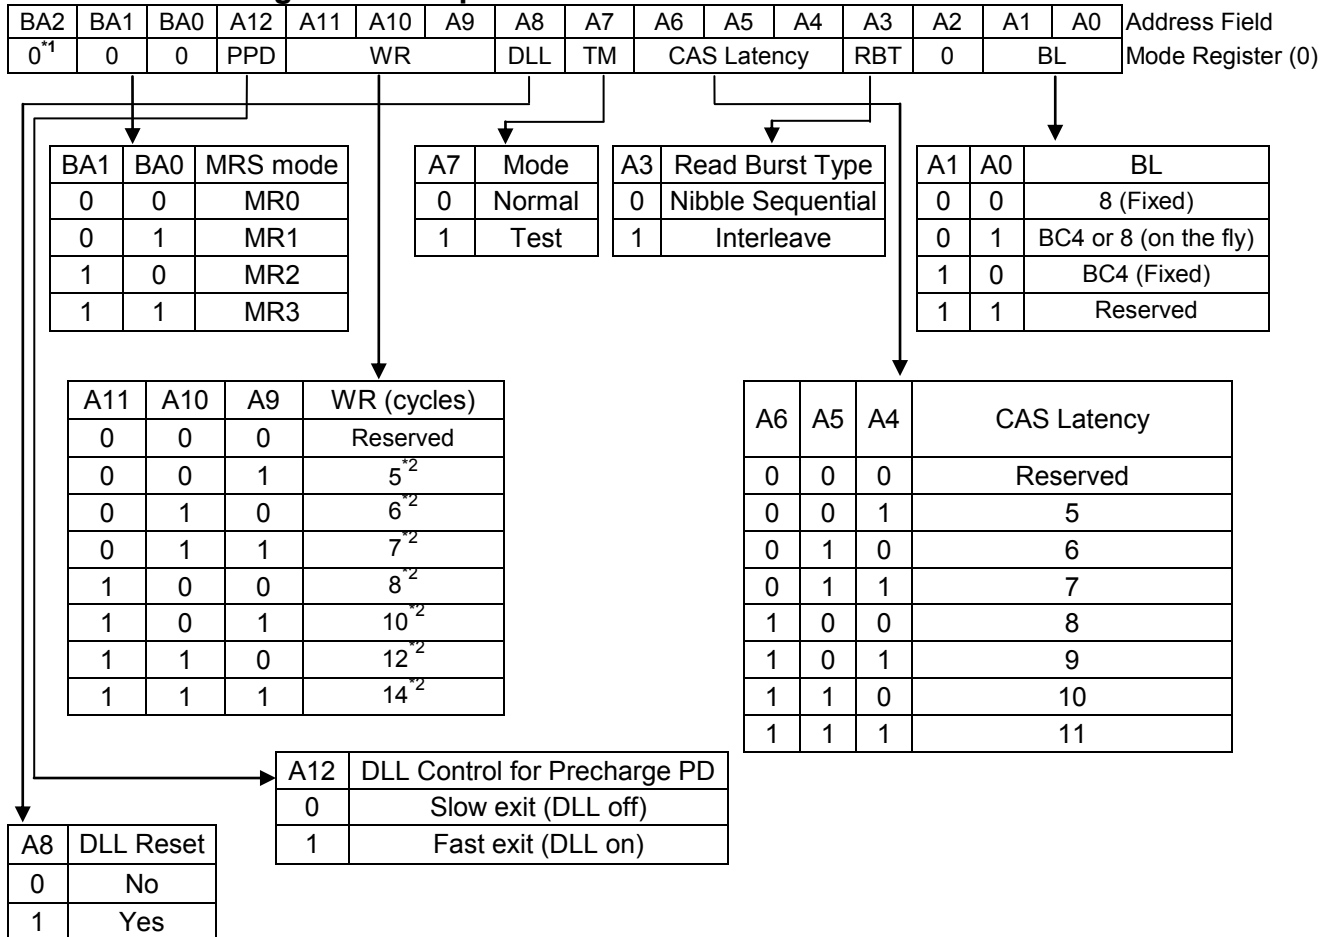 BA2 BA1 BA0 A12 A11 A10 A9 A8 A7 A6 A5 A4 A3 A2 A1 A0 Address Field
0*1 0 0 PPD WR DLL TM CAS Latency RBT 0 BL Mode Register (0)
BA1 BA0 MRS mode
0 0 MR0
0 1 MR1
1 0 MR2
1 1 MR3
A7 Mode
0 Normal
1 Test
A3 Read Burst Type
0 Nibble Sequential
1 Interleave
A1 A0 BL
0 0 8 (Fixed)
0 1 BC4 or 8 (on the fly)
1 0 BC4 (Fixed)
1 1 Reserved
A11 A10 A9 WR (cycles)
0 0 0 Reserved
0 0 1 5*2
0 1 0 6*2
0 1 1 7*2
1 0 0 8*2
1 0 1 10*2
1 1 0 12*2
1 1 1 14*2
A6 A5 A4 CAS Latency
0 0 0 Reserved
0 0 1 5
0 1 0 6
0 1 1 7
1 0 0 8
1 0 1 9
1 1 0 10
1 1 1 11
A12 DLL Control for Precharge PD
0 Slow exit (DLL off)
1 Fast exit (DLL on)
A8 DLL Reset
0 No
1 Yes